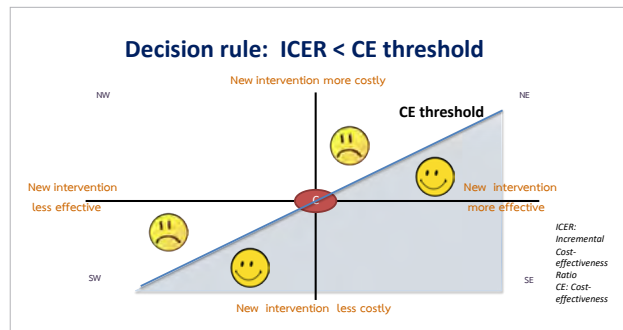 Decision rule: ICER < CE threshold
New intervention more costly
NW
NE
CE threshold
New intervention
less effective
C
New intervention
more effective
ICER:
Incremental
Cost-
effectiveness
Ratio
CE: Cost-
effectiveness
SW
SE
New intervention less costly